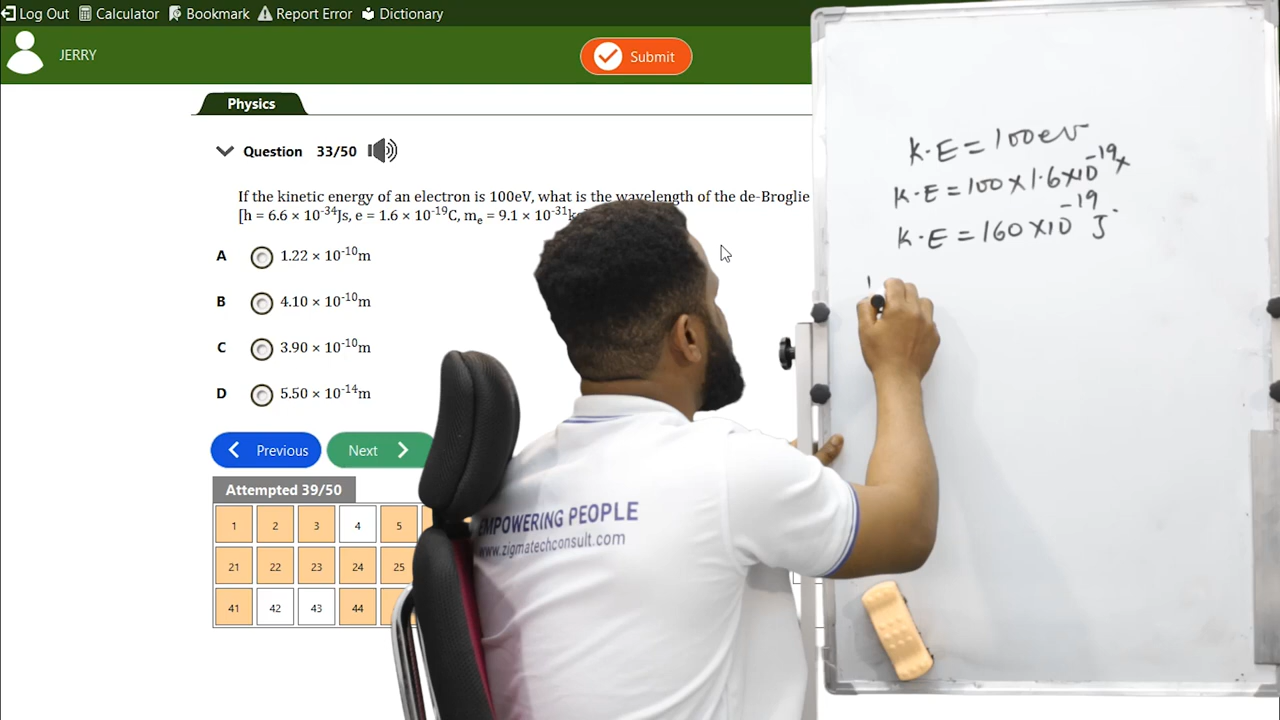 Log Out Calculator Bookmark Report Error Dictionary
JERRY
Submit
Physics
Question 33/50
If the kinetic energy of an electron is 100eV, what is the wavelength of the de-Broglie
[h = 6.6 × 10⁻³⁴Js, e = 1.6 × 10⁻¹⁹C, mₑ = 9.1 × 10⁻³¹
A 1.22 × 10⁻¹⁰m
B 4.10 × 10⁻¹⁰m
C 3.90 × 10⁻¹⁰m
D 5.50 × 10⁻¹⁴m
Previous Next
Attempted 39/50
1 2 3 4 5
21 22 23 24 25
41 42 43 44
K.E = 100ev
K.E = 100 × 1.6 × 10⁻¹⁹ x
K.E = 160 × 10⁻¹⁹ J
EMPOWERING PEOPLE
www.zigmatechconsult.com